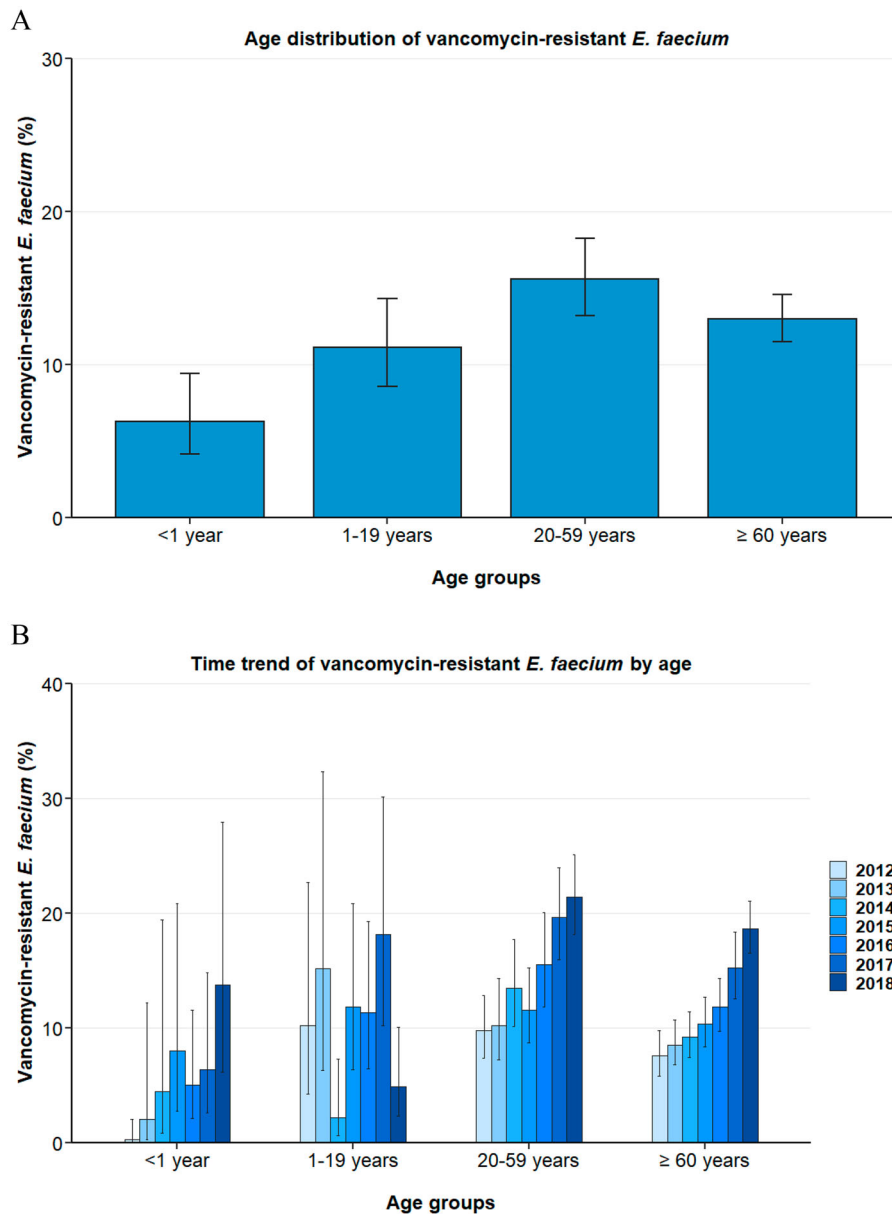 A
Age distribution of vancomycin-resistant E. faecium
Vancomycin-resistant E. faecium (%)
30
20
10
0
<1 year
1-19 years
20-59 years
≥ 60 years
Age groups
B
Time trend of vancomycin-resistant E. faecium by age
Vancomycin-resistant E. faecium (%)
40
30
20
10
0
<1 year
1-19 years
20-59 years
≥ 60 years
Age groups
2012
2013
2014
2015
2016
2017
2018